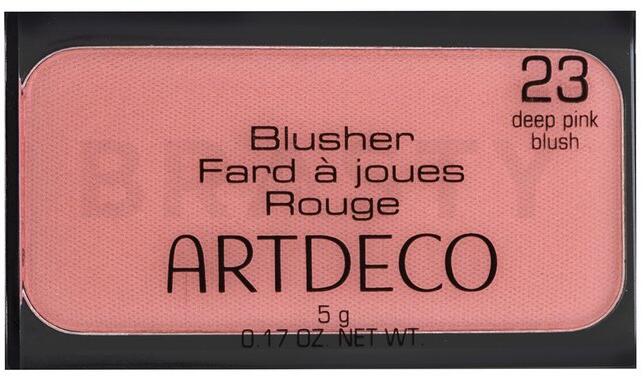 23
deep pink
blush
Blusher
Fard à joues
Rouge
ARTDECO
5 g
0.17 OZ. NET WT.